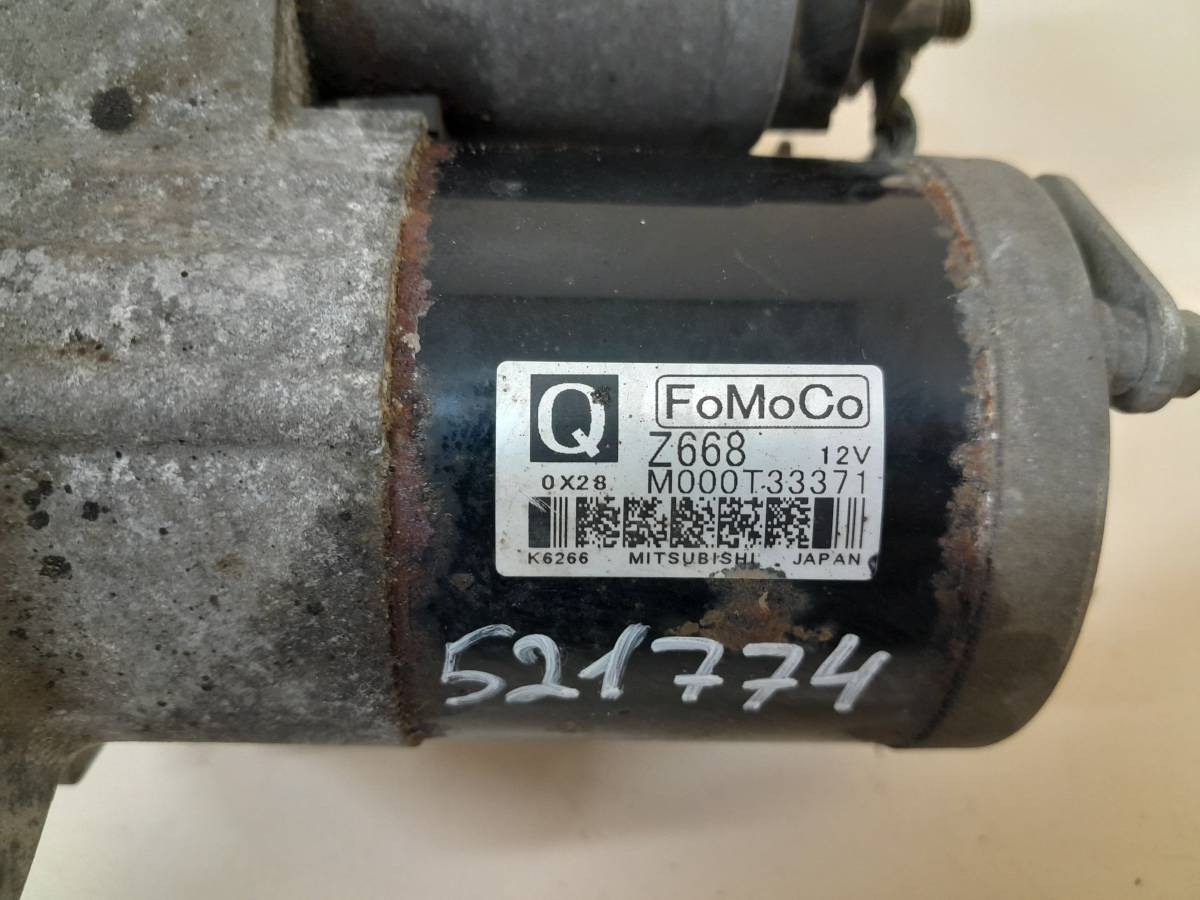 Q FoMoCo
Z668 12V
0X28 M000T33371
K6266 MITSUBISHI JAPAN
521774